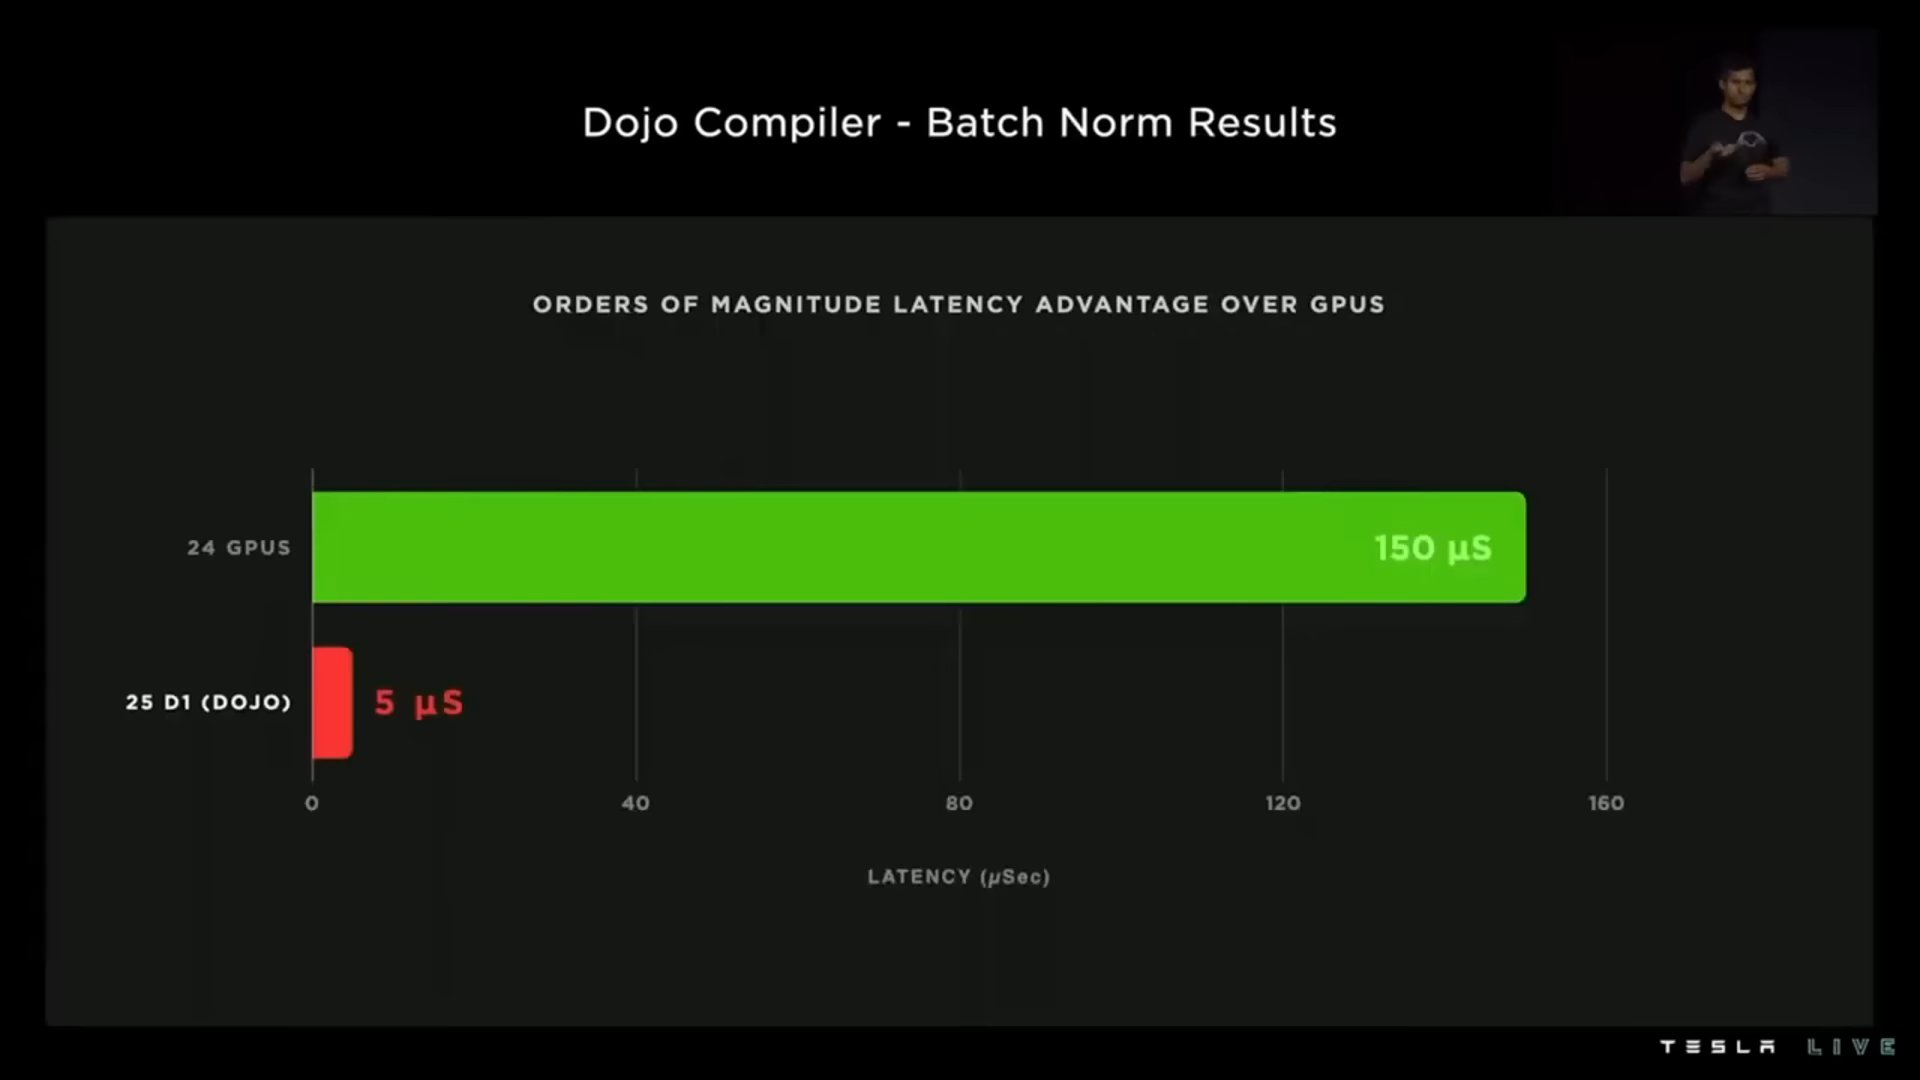 Dojo Compiler - Batch Norm Results
ORDERS OF MAGNITUDE LATENCY ADVANTAGE OVER GPUS
24 GPUS
150 µS
25 D1 (DOJO)
5 µS
0 40 80 120 160
LATENCY (µSec)
TESLA LIVE